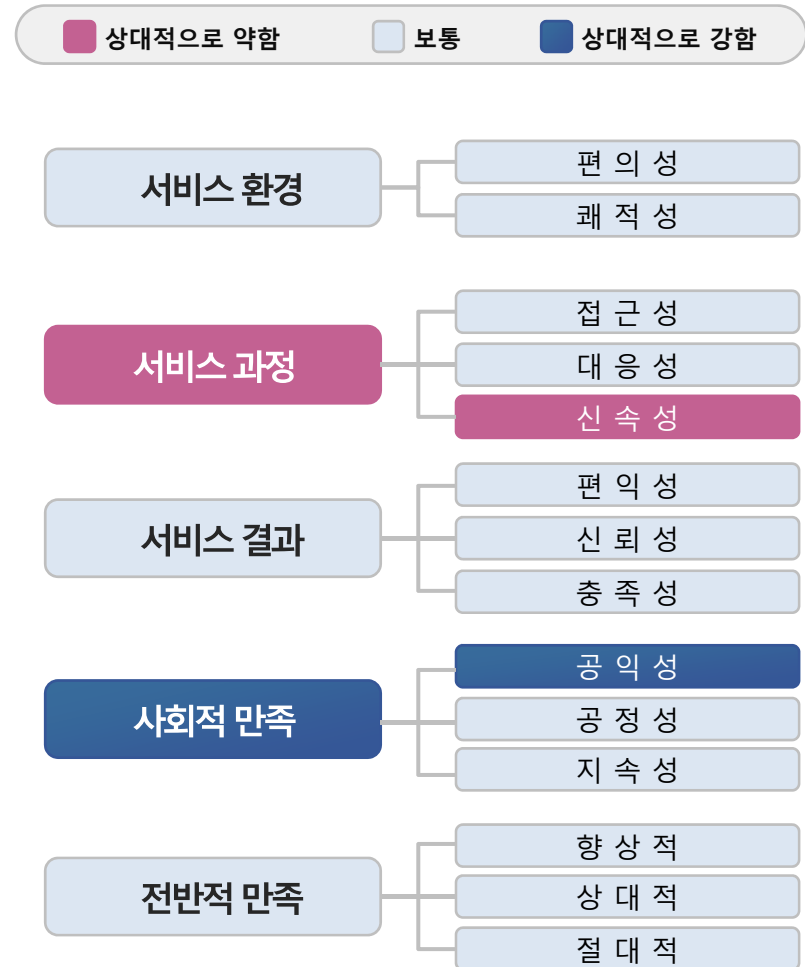 상대적으로 약함 보통 상대적으로 강함
서비스 환경
편 의 성
쾌 적 성
서비스 과정
접 근 성
대 응 성
신 속 성
서비스 결과
편 익 성
신 뢰 성
충 족 성
사회적 만족
공 익 성
공 정 성
지 속 성
전반적 만족
향 상 적
상 대 적
절 대 적